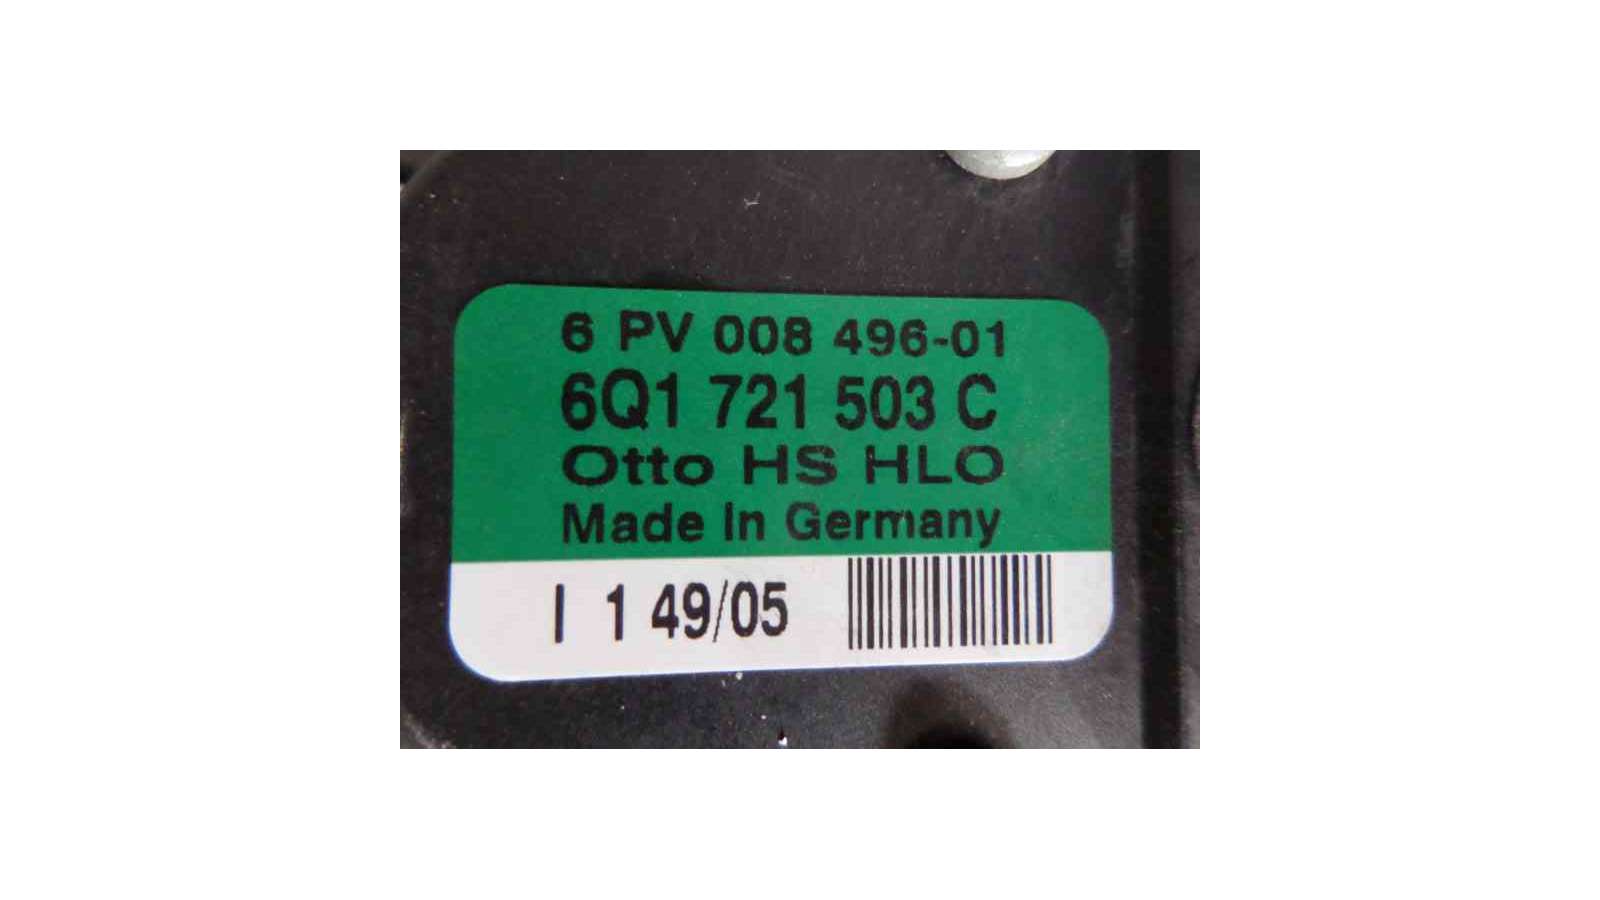 6 PV 008 496-01
6Q1 721 503 C
Otto HS HLO
Made In Germany
I 1 49/05